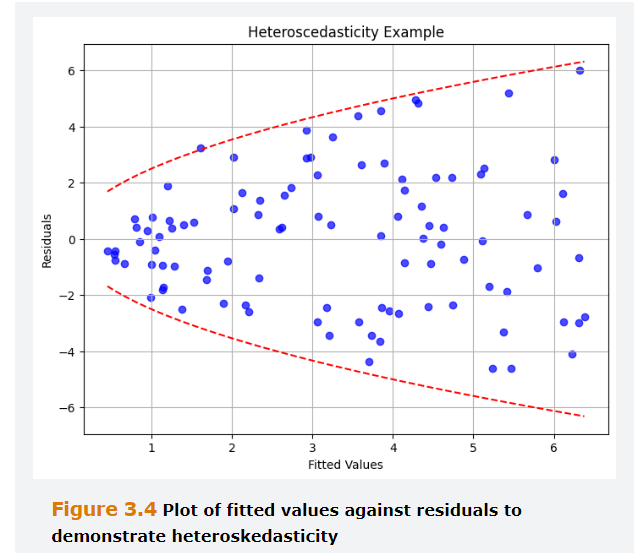 Heteroscedasticity Example
6
4
2
0
−2
−4
−6
Residuals
1 2 3 4 5 6
Fitted Values
Figure 3.4 Plot of fitted values against residuals to
demonstrate heteroskedasticity